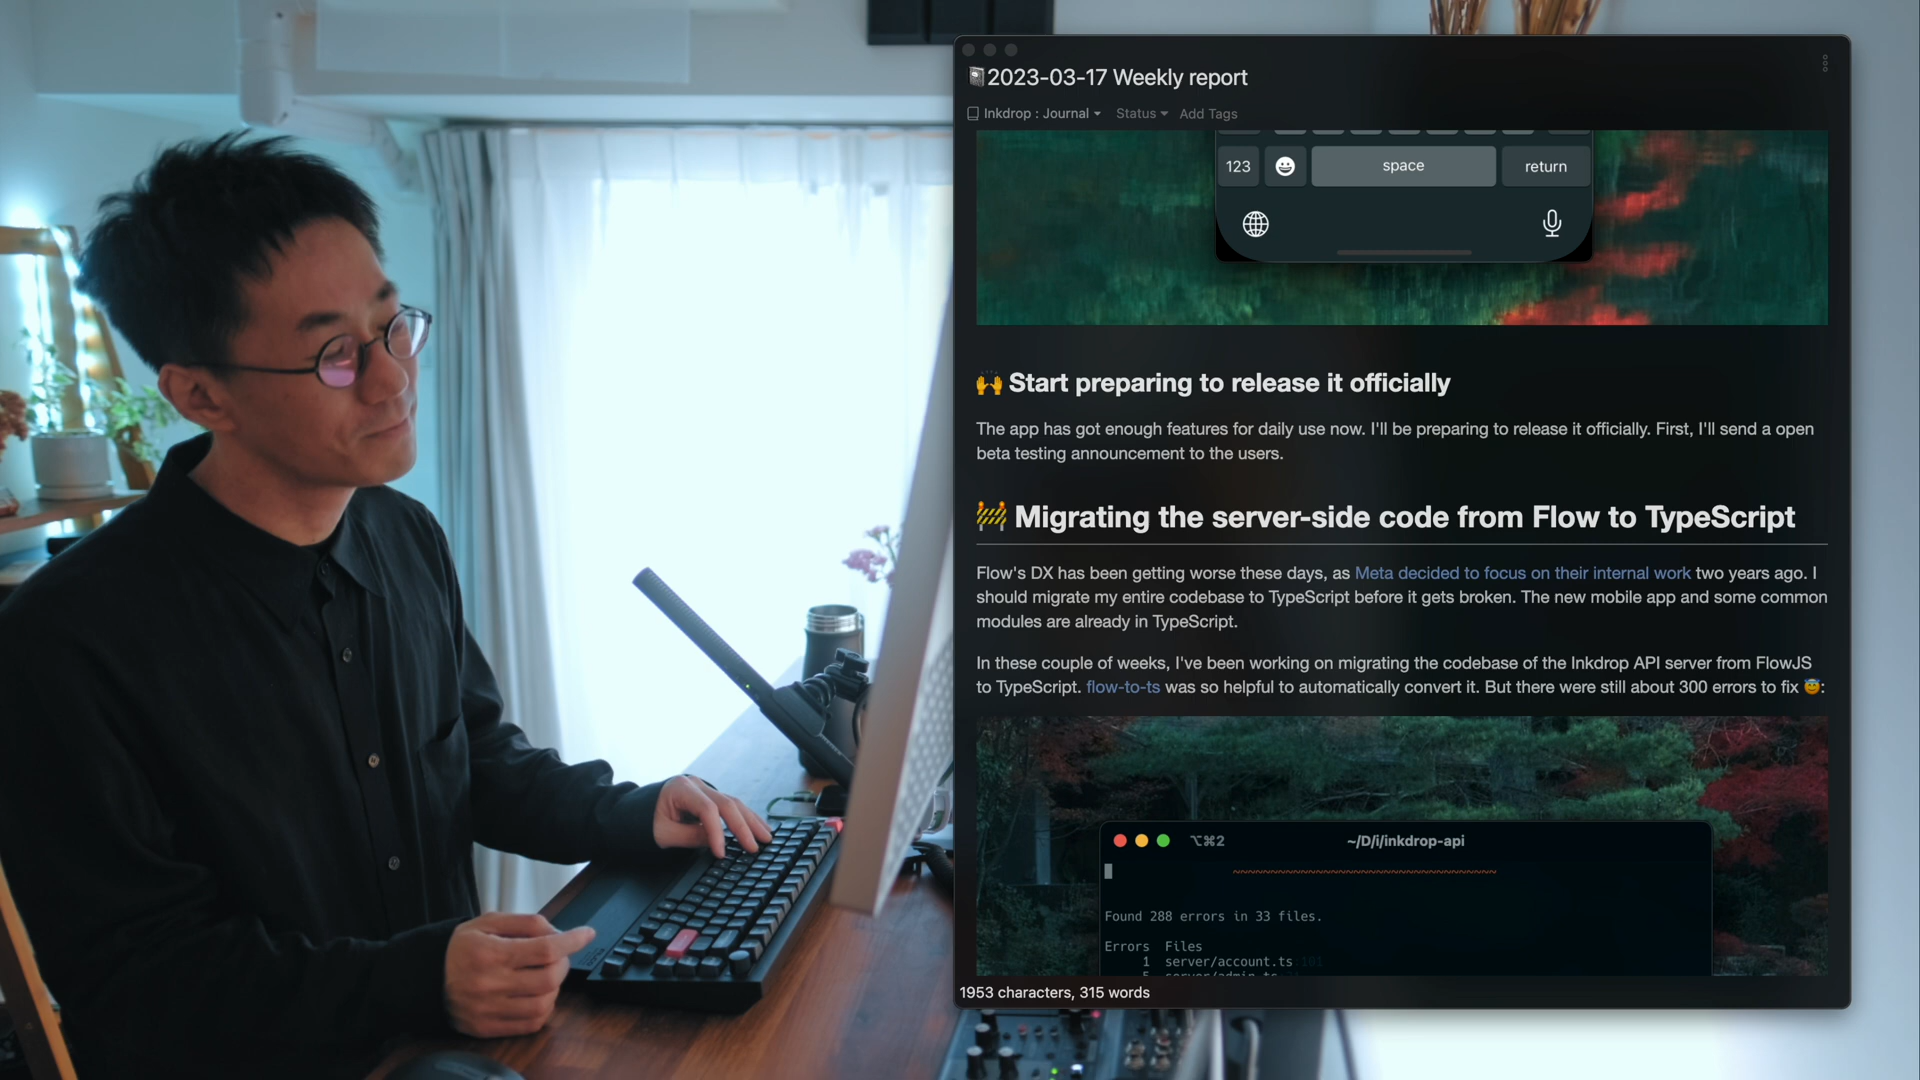 📓2023-03-17 Weekly report
Inkdrop : Journal Status Add Tags
123 space return
🙌 Start preparing to release it officially
The app has got enough features for daily use now. I'll be preparing to release it officially. First, I'll send a open
beta testing announcement to the users.
🚧 Migrating the server-side code from Flow to TypeScript
Flow's DX has been getting worse these days, as Meta decided to focus on their internal work two years ago. I
should migrate my entire codebase to TypeScript before it gets broken. The new mobile app and some common
modules are already in TypeScript.
In these couple of weeks, I've been working on migrating the codebase of the Inkdrop API server from FlowJS
to TypeScript. flow-to-ts was so helpful to automatically convert it. But there were still about 300 errors to fix 😇:
⌥⌘2 ~/D/i/inkdrop-api
~~~~~~~~~~~~~~~~~~~~~~~~~~~~~~~~~~~
Found 288 errors in 33 files.
Errors Files
1 server/account.ts:101
5 server/admin.ts
1953 characters, 315 words